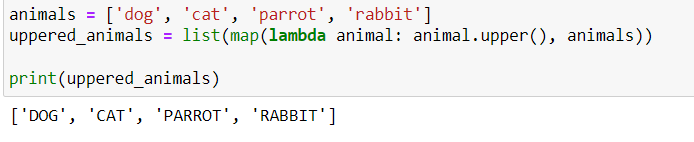 animals = ['dog', 'cat', 'parrot', 'rabbit']
uppered_animals = list(map(lambda animal: animal.upper(), animals))
print(uppered_animals)
['DOG', 'CAT', 'PARROT', 'RABBIT']